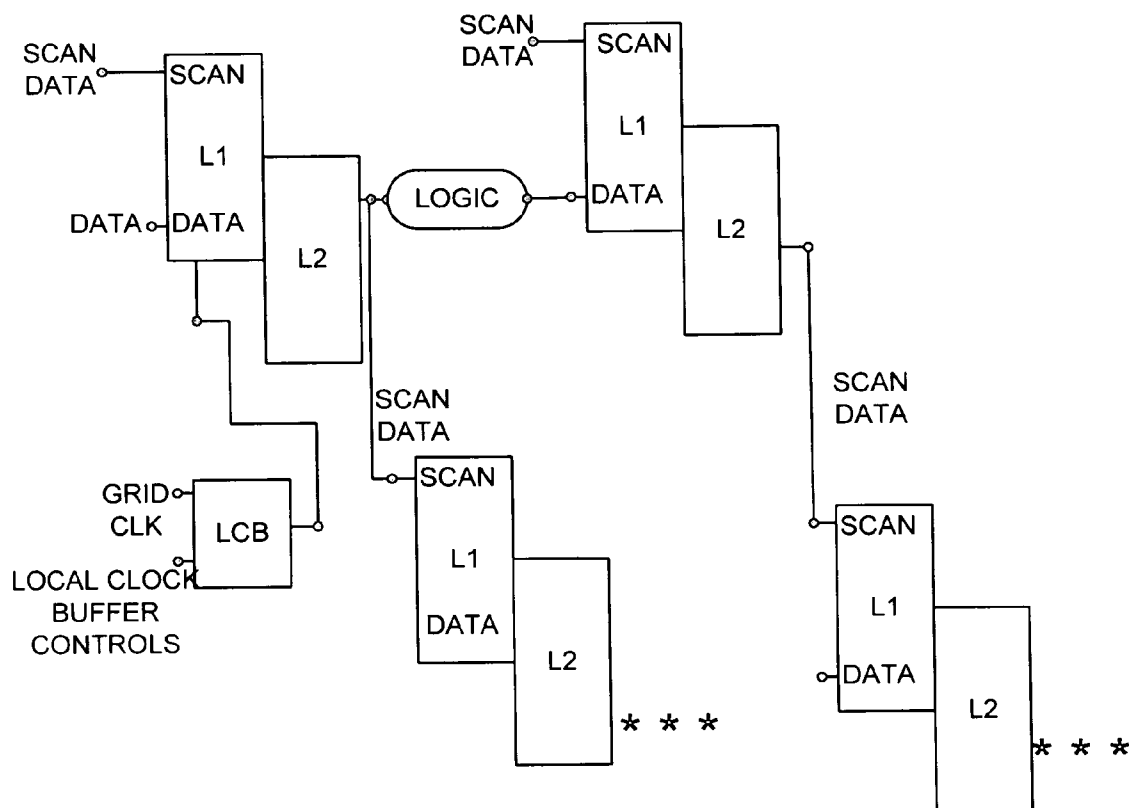 SCAN
DATA
SCAN
L1
DATA
DATA
L2
LOGIC
SCAN
DATA
SCAN
L1
DATA
L2
SCAN
DATA
SCAN
DATA
GRID
CLK
LCB
LOCAL CLOCK
BUFFER
CONTROLS
SCAN
L1
DATA
L2
* * *
SCAN
L1
DATA
L2
* * *